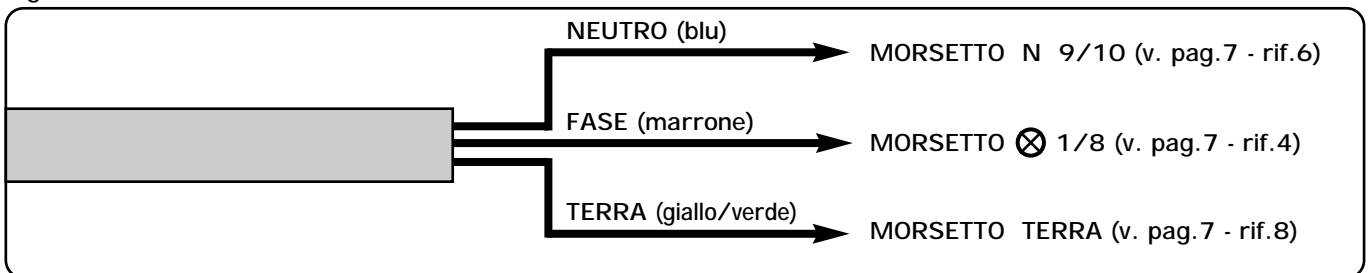 NEUTRO (blu)
MORSETTO N 9/10 (v. pag.7 - rif.6)
FASE (marrone)
MORSETTO ⊗ 1/8 (v. pag.7 - rif.4)
TERRA (giallo/verde)
MORSETTO TERRA (v. pag.7 - rif.8)